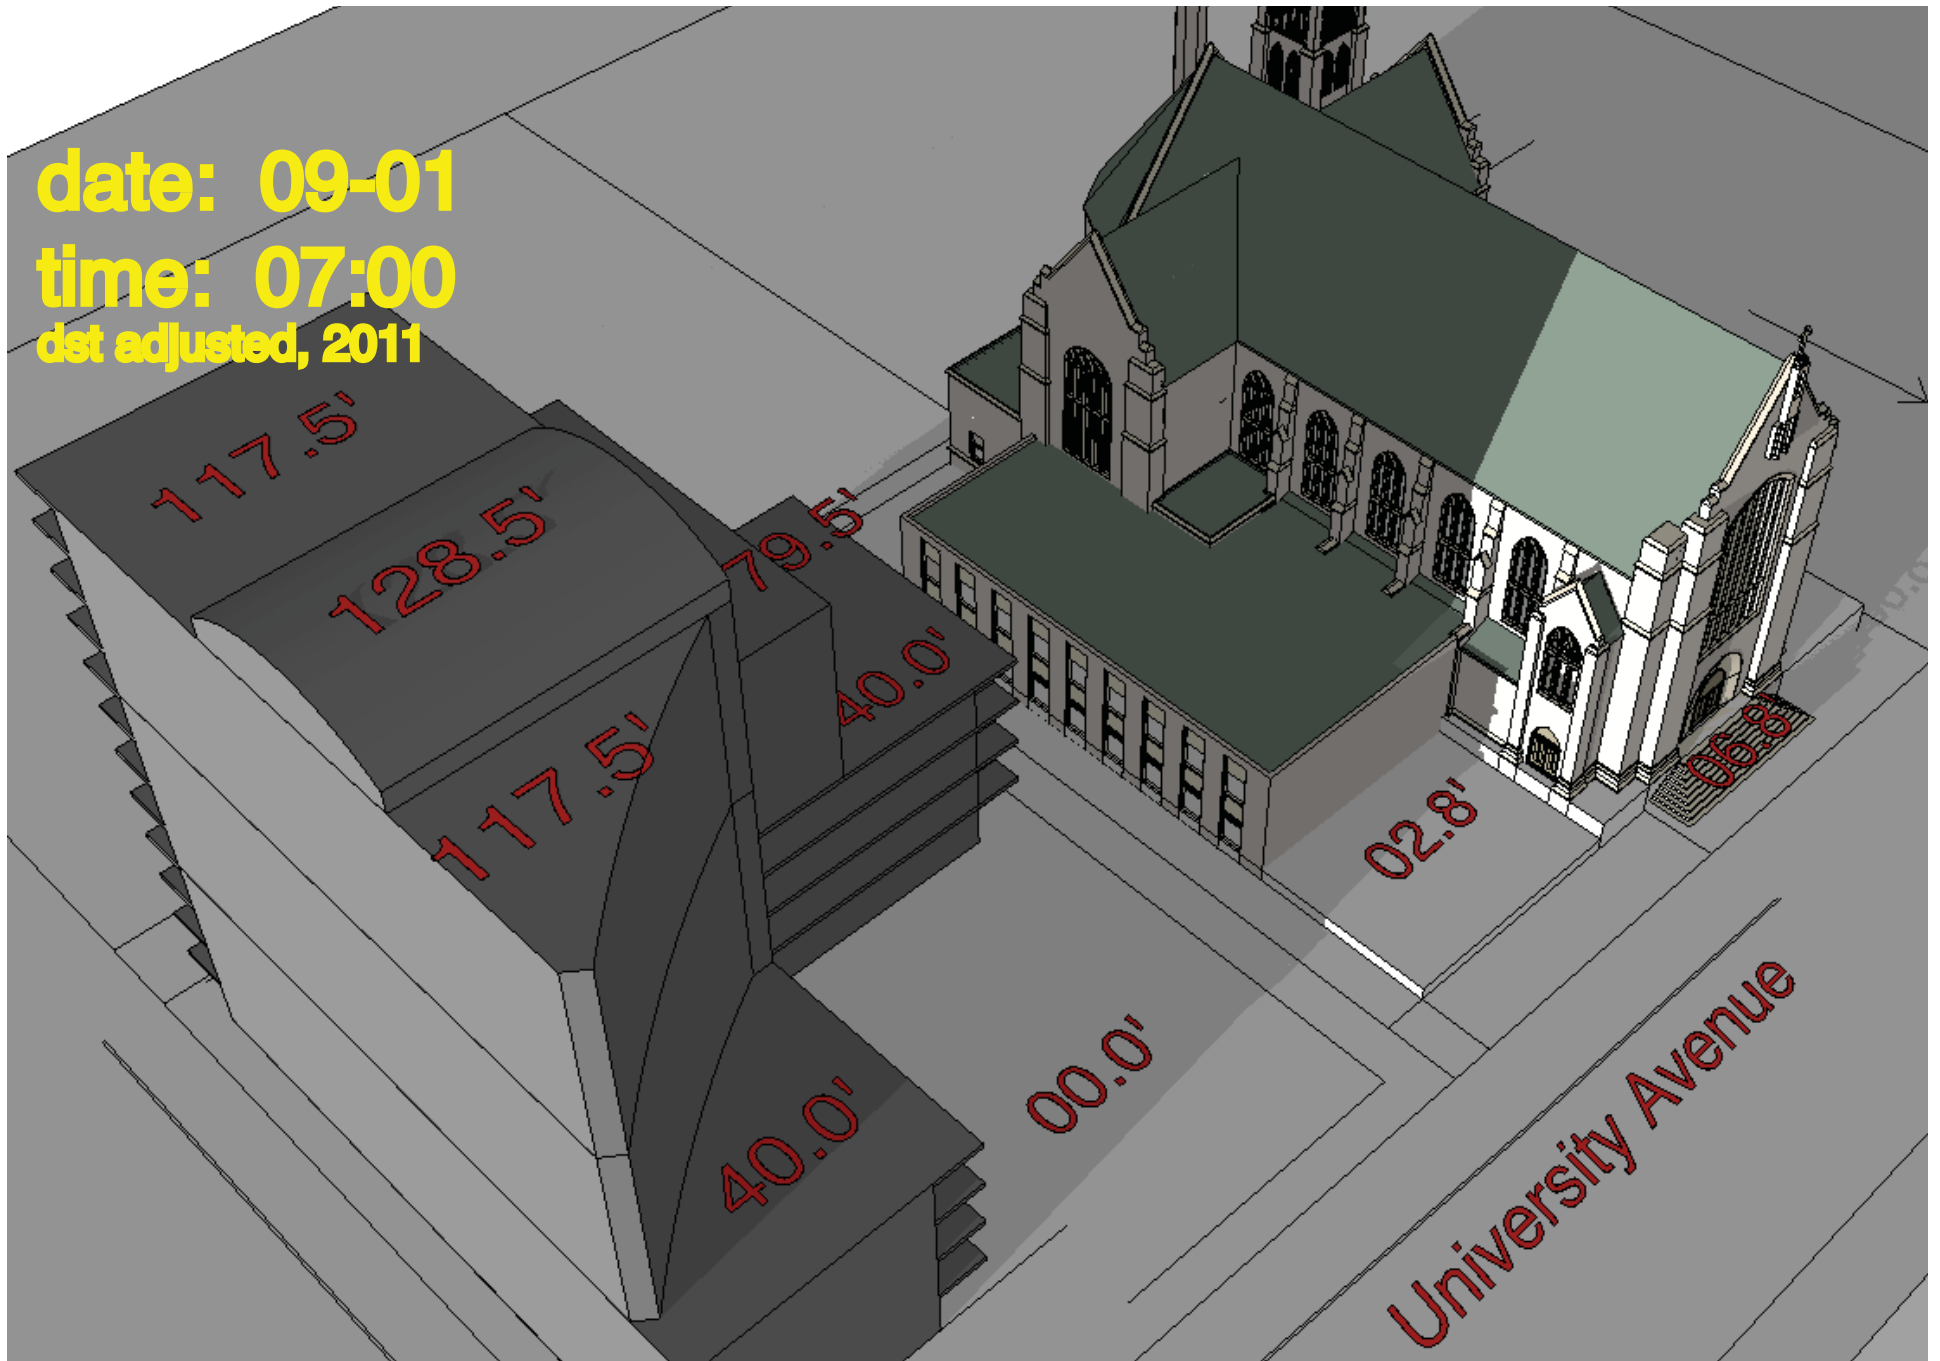 date: 09-01
time: 07:00
dst adjusted, 2011
117.5'
128.5'
79.5'
117.5'
40.0'
06.8'
02.8'
00.0'
40.0'
University Avenue